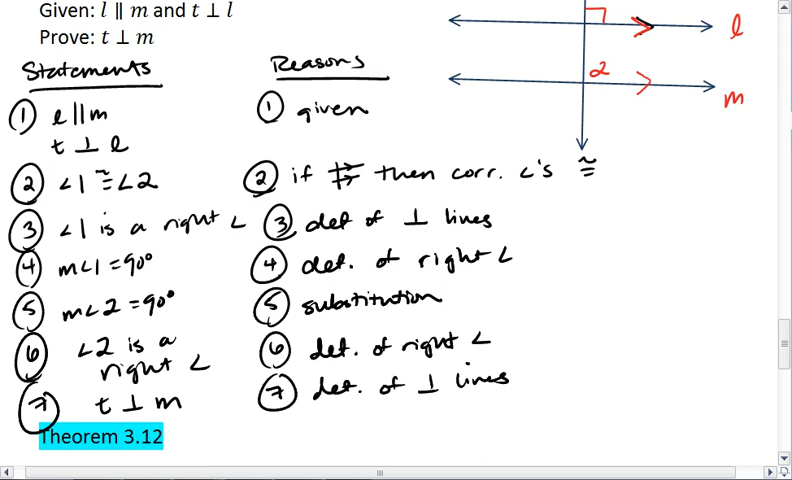 Given: l ∥ m and t ⊥ l
Prove: t ⊥ m
l
2
m
Statements Reasons
① l ∥ m ① given
t ⊥ l
② ∠1 ≅ ∠2 ② if then corr. ∠'s ≅
③ ∠1 is a right ∠ ③ def of ⊥ lines
④ m∠1 = 90° ④ def. of right ∠
⑤ m∠2 = 90° ⑤ substitution
⑥ ∠2 is a right ∠ ⑥ def. of right ∠
⑦ t ⊥ m ⑦ def. of ⊥ lines
Theorem 3.12